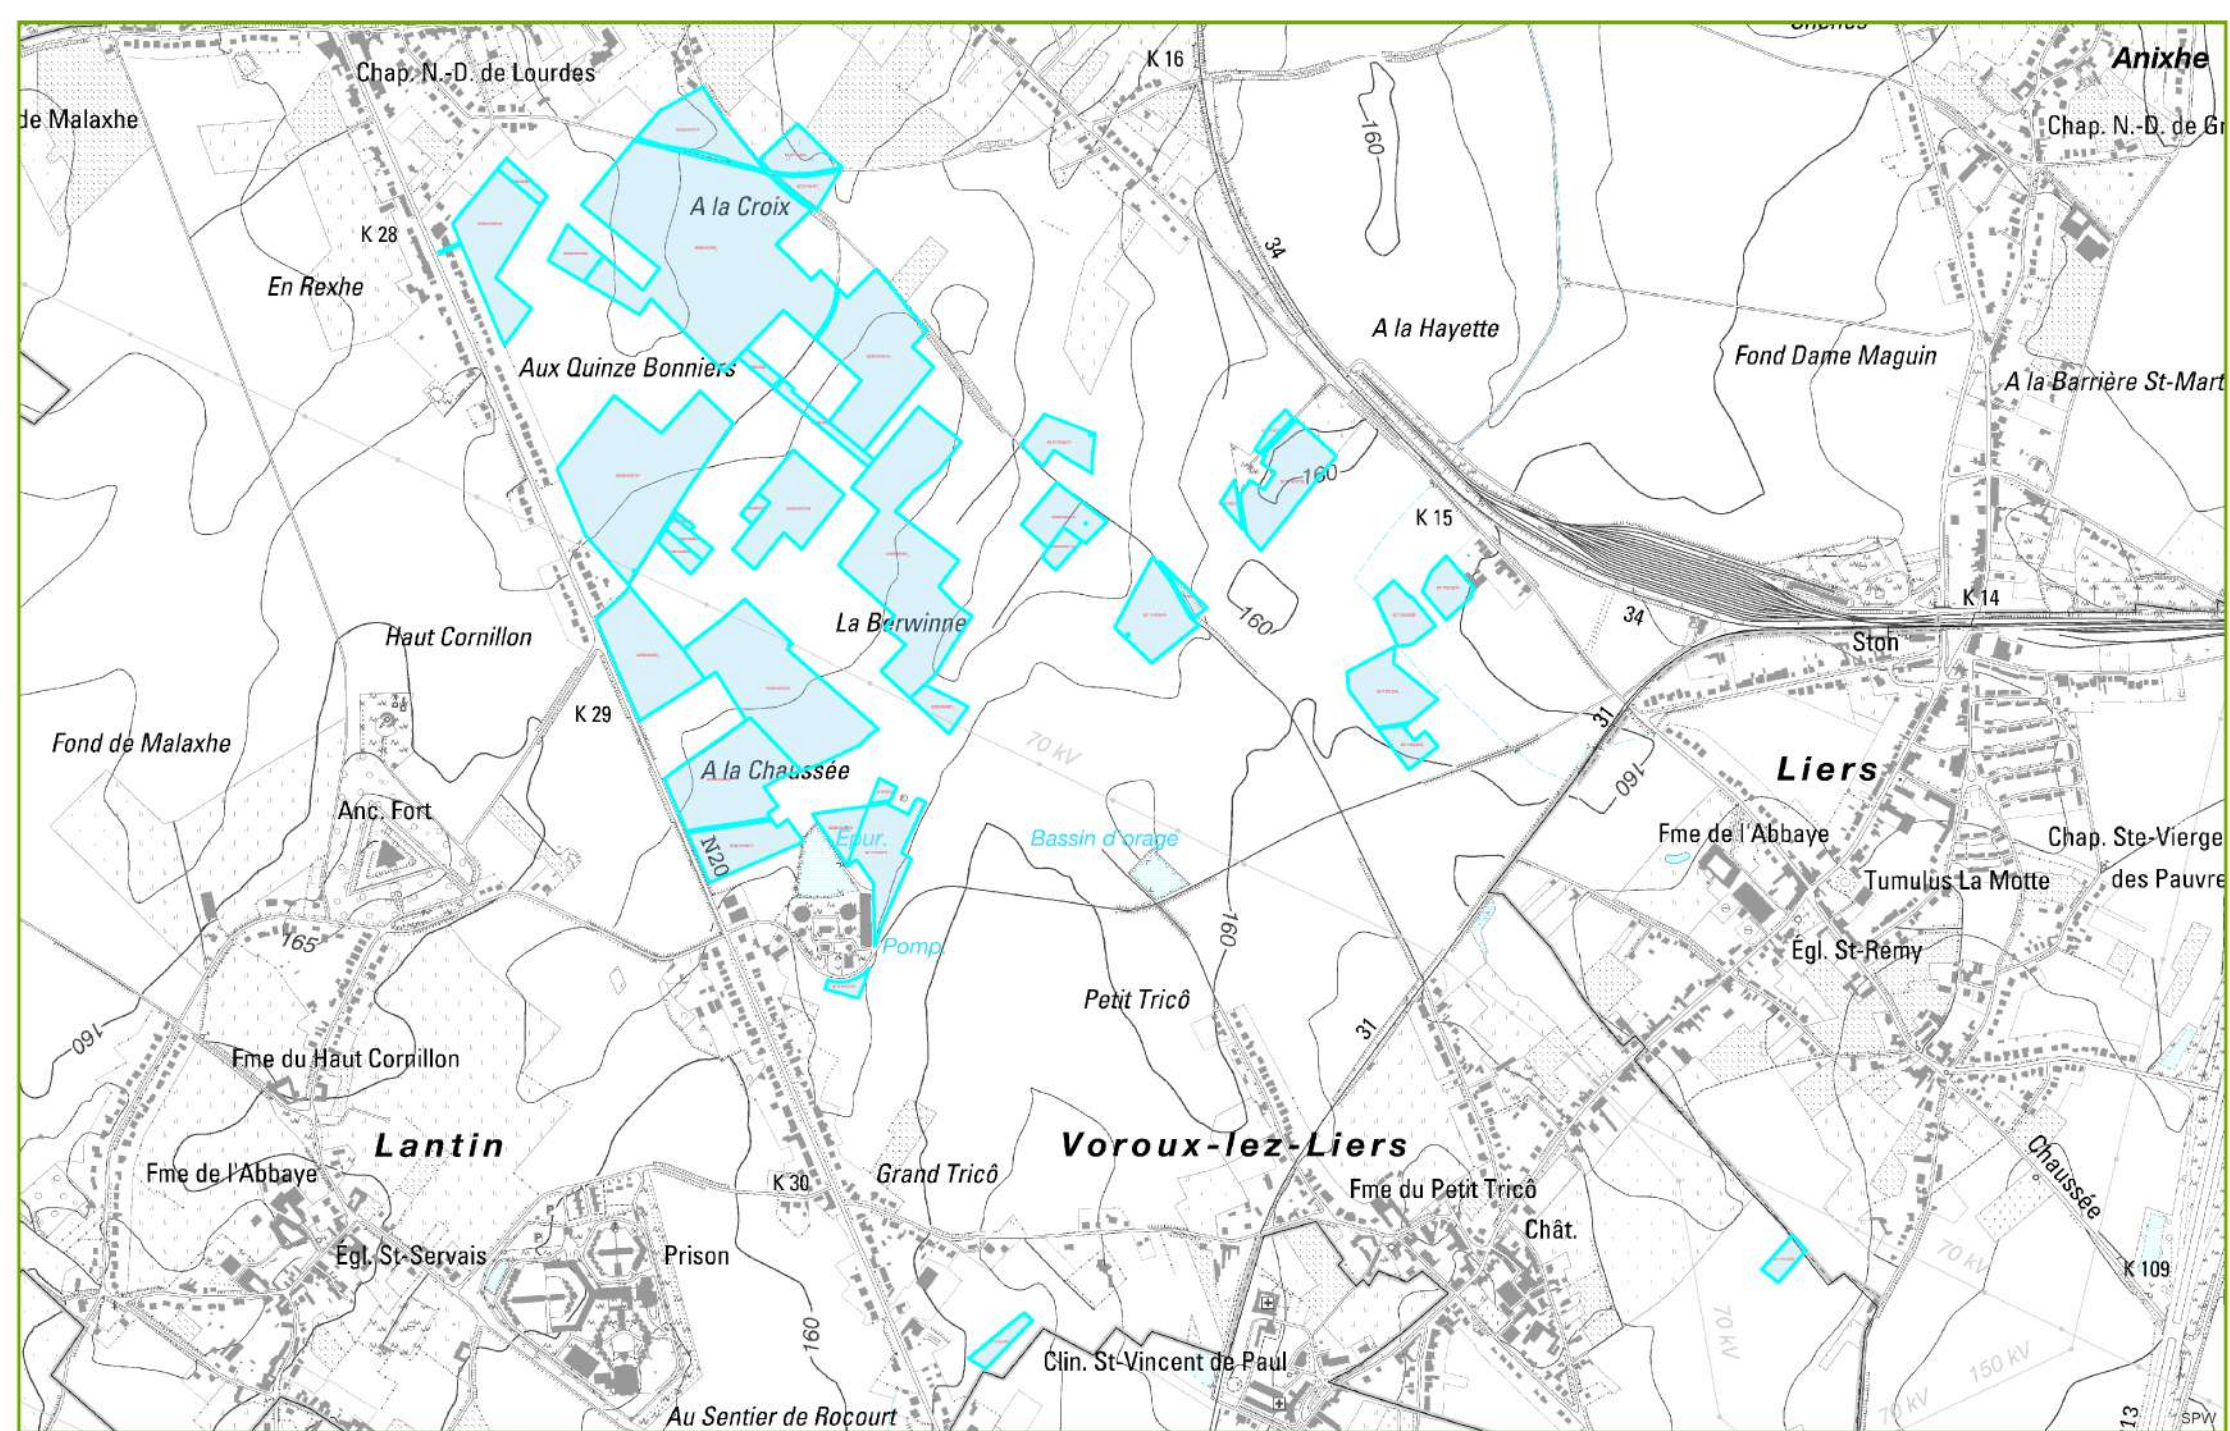 Anixhe
K 16
Chap. N.-D. de Lourdes
de Malaxhe
Chap. N.-D. de Gr
160
A la Croix
K 28
34
En Rexhe
A la Hayette
Fond Dame Maguin
Aux Quinze Bonniers
A la Barrière St-Mart
160
K 15
K 14
34
160
La Berwinne
Haut Cornillon
Ston
K 29
31
Fond de Malaxhe
70 kV
A la Chaussée
Liers
160
Anc. Fort
Epur.
Bassin d'orage
Fme de l'Abbaye
Chap. Ste-Vierge
des Pauvre
N20
Tumulus La Motte
160
165
Pomp.
Égl. St-Remy
Petit Tricô
31
160
Fme du Haut Cornillon
Lantin
Voroux-lez-Liers
Fme de l'Abbaye
K 30
Grand Tricô
Fme du Petit Tricô
Chaussée
Chât.
P
P
Égl. St-Servais
Prison
70 kV
K 109
160
70 kV
Clin. St-Vincent de Paul
150 kV
70 kV
Au Sentier de Rocourt
13
SPW